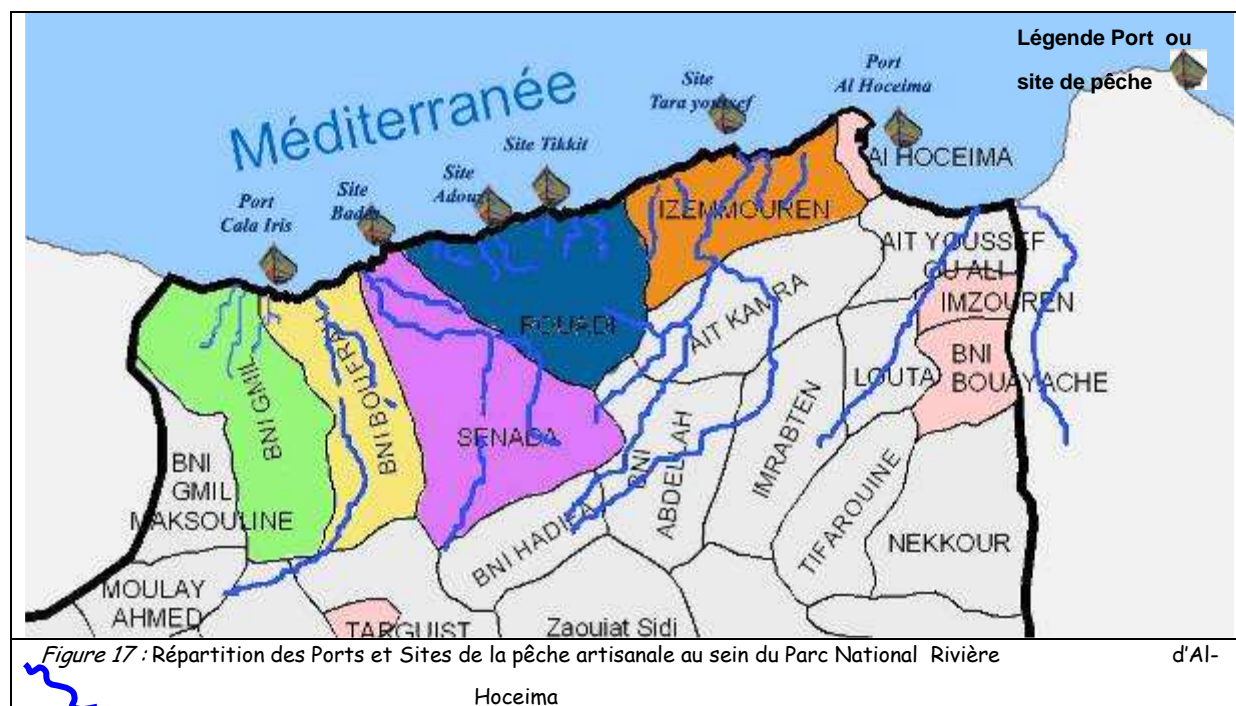 Légende Port ou
site de pêche
Méditerranée
Port
Al Hoceima
Site
Tara youssef
Site Tikkit
Site
Adouz
Site
Badés
Port
Cala Iris
Al HOCEIMA
IZEMMOUREN
AIT YOUSSEF
OU ALI
IMZOUREN
AIT KAMRA
ROUADI
BNI
BOUAYACHE
LOUTA
BNI GMIL
BNI BOUFRAH
SENADA
IMRABTEN
BNI
ABDELLAH
BNI
GMIL
MAKSOULINE
BNI HADIFA
TIFAROUINE
NEKKOUR
MOULAY
AHMED
TARGUIST
Zaouiat Sidi
Figure 17 : Répartition des Ports et Sites de la pêche artisanale au sein du Parc National Rivière d'Al-
Hoceima